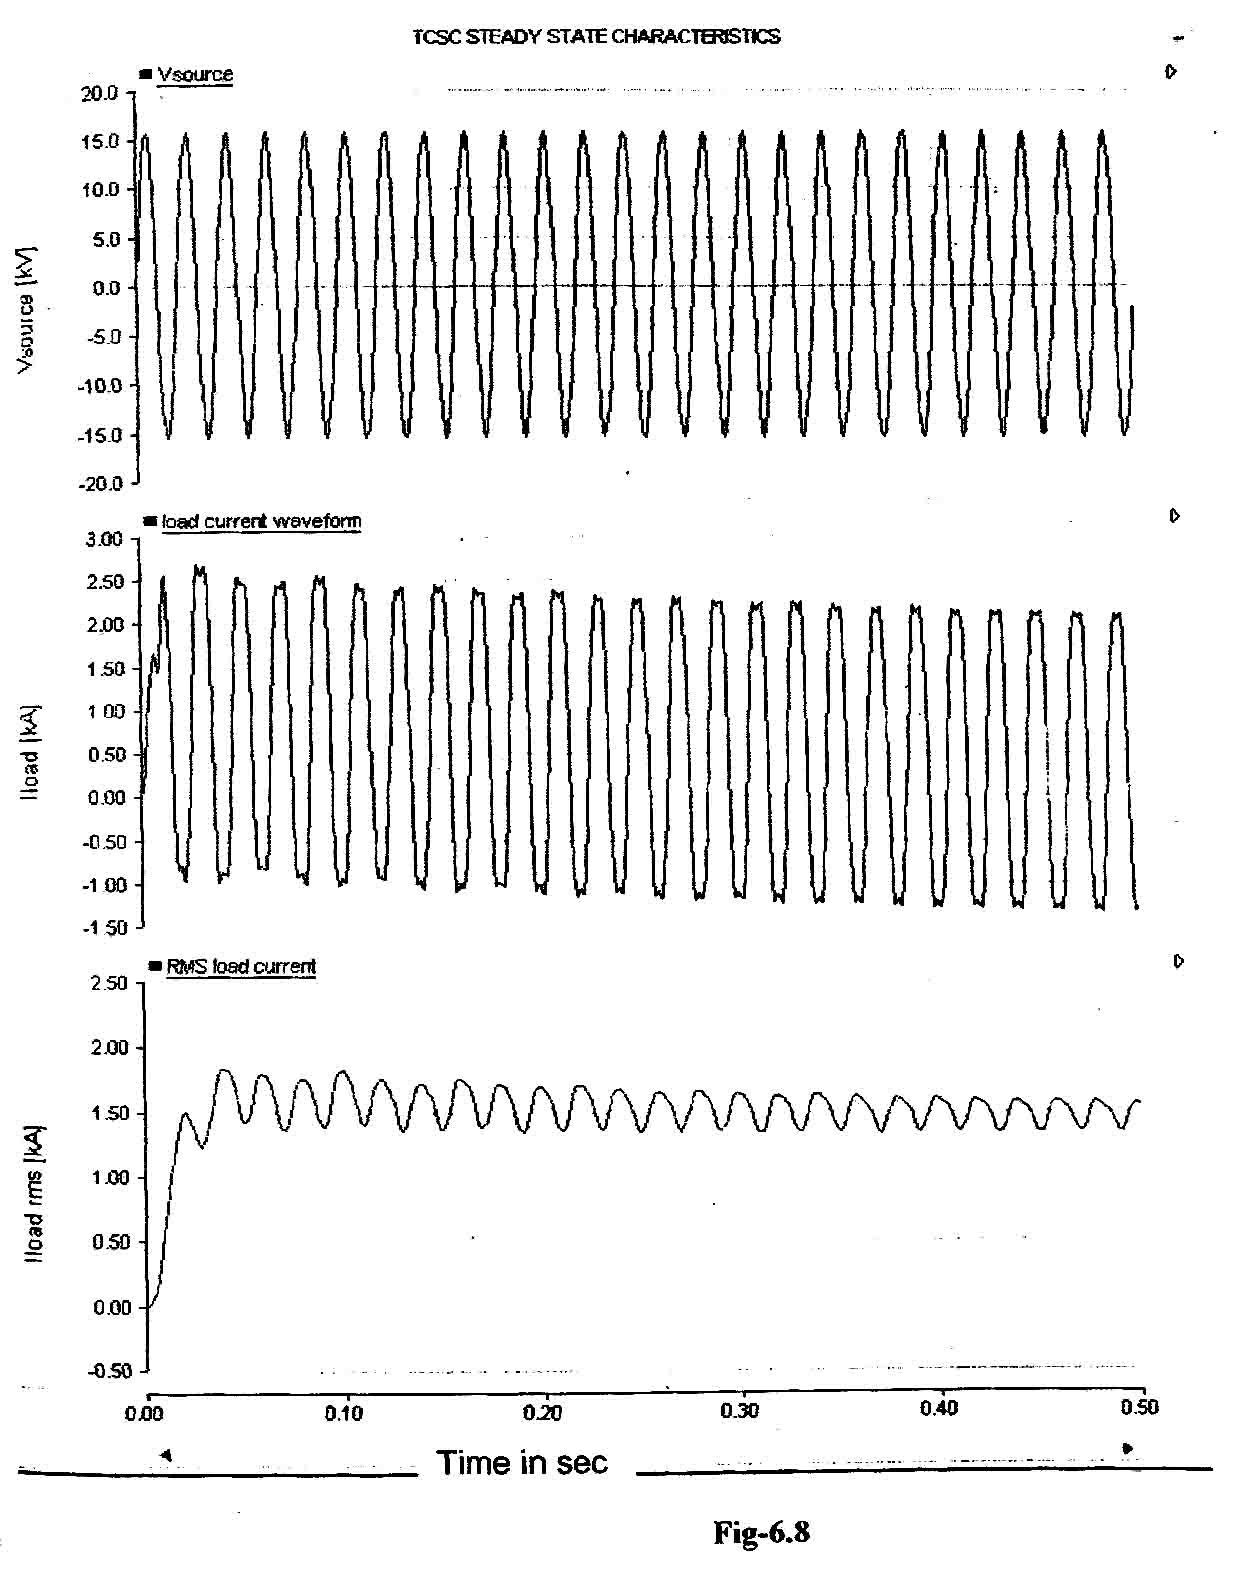 TCSC STEADY STATE CHARACTERISTICS
Vsource
20.0
15.0
10.0
5.0
0.0
-5.0
-10.0
-15.0
-20.0
Vsource [kV]
load current waveform
3.00
2.50
2.00
1.50
1 00
0.50
0.00
-0.50
-1 00
-1 50
Iload [kA]
RMS load current
2.50
2.00
1.50
1.00
0.50
0.00
-0.50
Iload rms [kA]
0.00 0.10 0.20 0.30 0.40 0.50
Time in sec
Fig-6.8